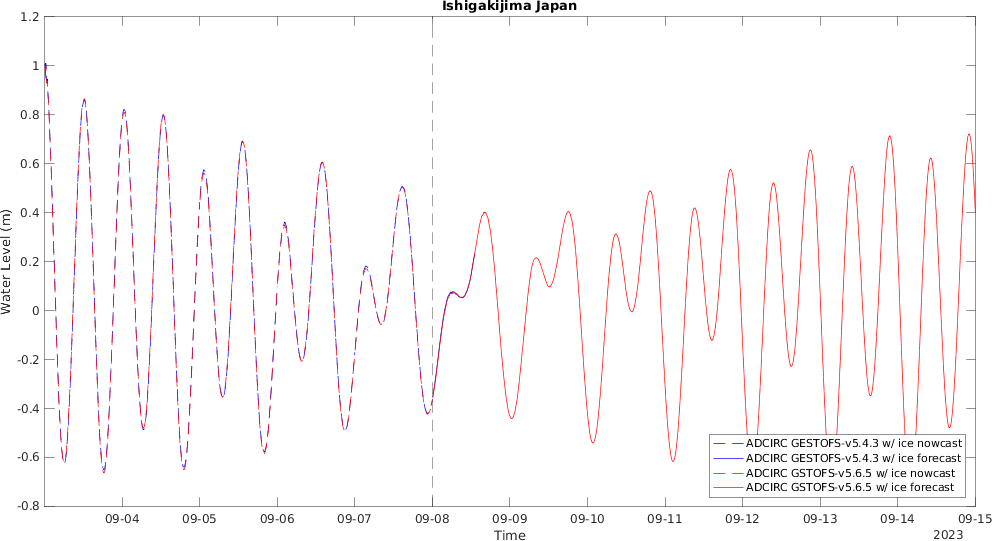 Ishigakijima Japan
1.2
1
0.8
0.6
0.4
0.2
0
-0.2
-0.4
-0.6
-0.8
Water Level (m)
09-04 09-05 09-06 09-07 09-08 09-09 09-10 09-11 09-12 09-13 09-14 09-15
Time
2023
ADCIRC GESTOFS-v5.4.3 w/ ice nowcast
ADCIRC GESTOFS-v5.4.3 w/ ice forecast
ADCIRC GSTOFS-v5.6.5 w/ ice nowcast
ADCIRC GSTOFS-v5.6.5 w/ ice forecast